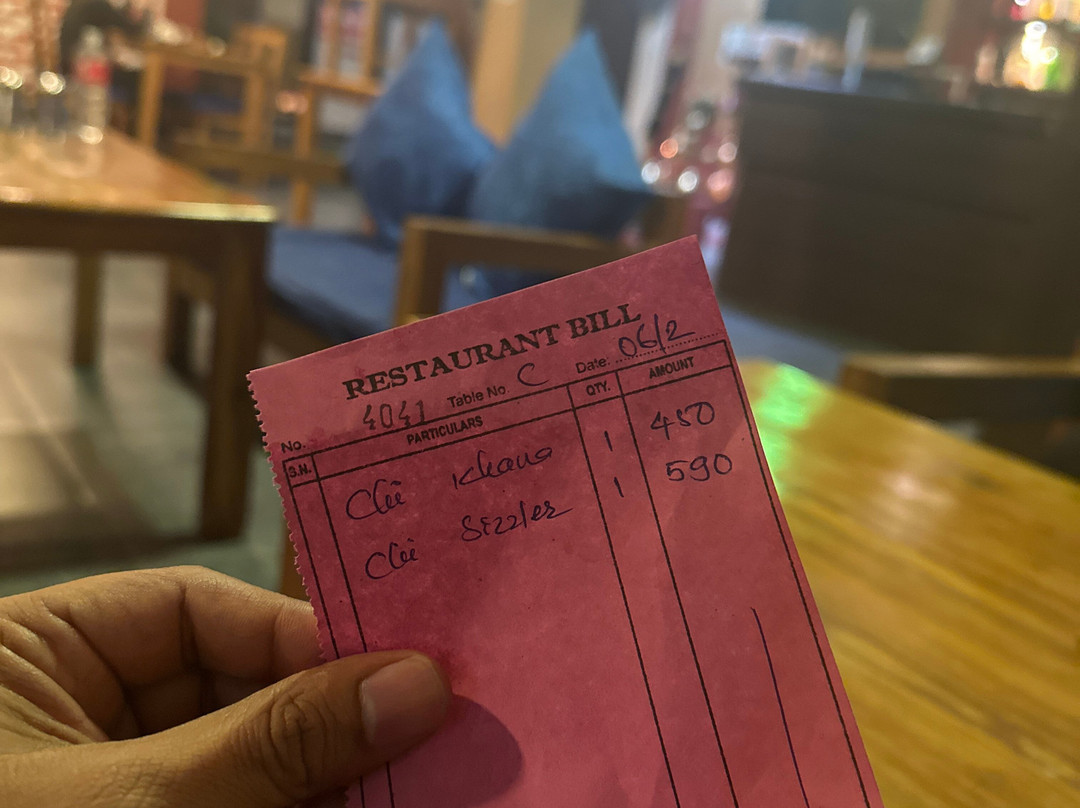 RESTAURANT BILL
No. 4041 Table No. C Date: 06/2
S.N. PARTICULARS QTY. AMOUNT
Chi Khana 1 450
Chi Sizzler 1 590